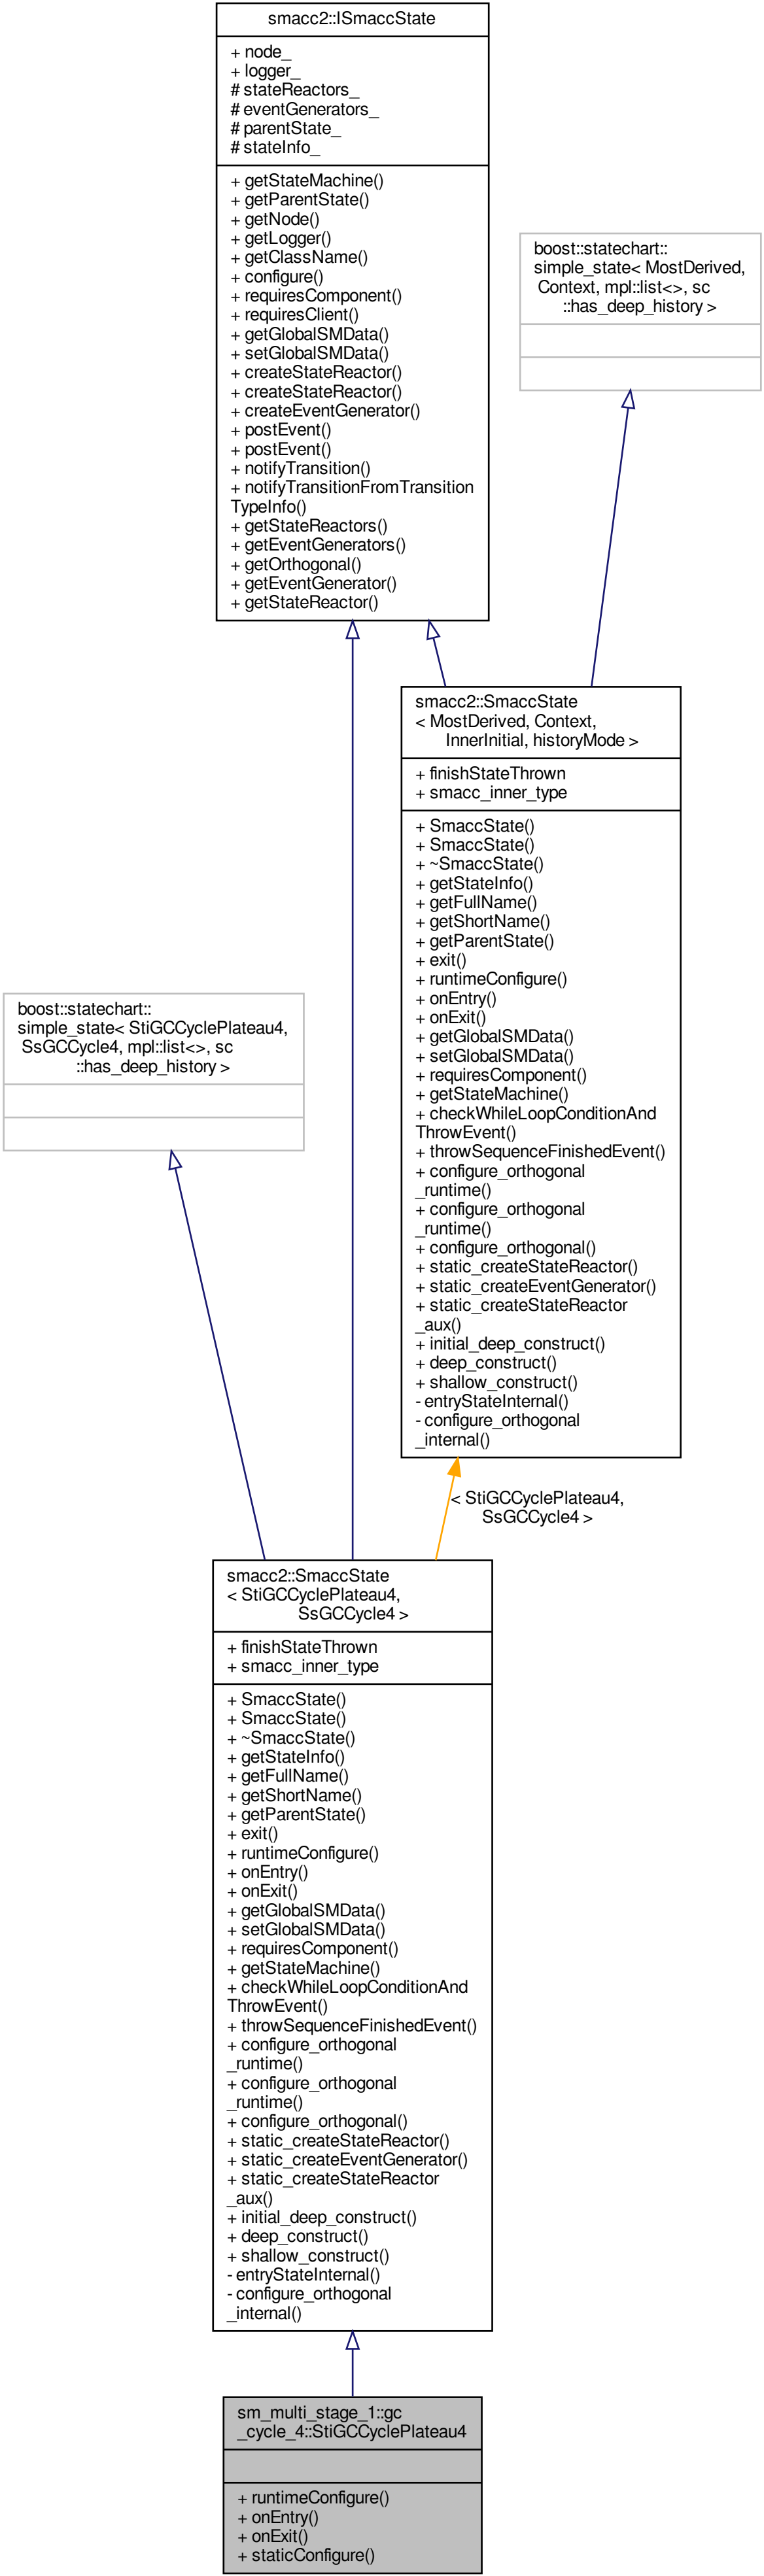 smacc2::ISmaccState
+ node_
+ logger_
# stateReactors_
# eventGenerators_
# parentState_
# stateInfo_
+ getStateMachine()
+ getParentState()
+ getNode()
+ getLogger()
+ getClassName()
+ configure()
+ requiresComponent()
+ requiresClient()
+ getGlobalSMData()
+ setGlobalSMData()
+ createStateReactor()
+ createStateReactor()
+ createEventGenerator()
+ postEvent()
+ postEvent()
+ notifyTransition()
+ notifyTransitionFromTransition
TypeInfo()
+ getStateReactors()
+ getEventGenerators()
+ getOrthogonal()
+ getEventGenerator()
+ getStateReactor()
boost::statechart::
simple_state< MostDerived,
Context, mpl::list<>, sc
::has_deep_history >
smacc2::SmaccState
< MostDerived, Context,
InnerInitial, historyMode >
+ finishStateThrown
+ smacc_inner_type
+ SmaccState()
+ SmaccState()
+ ~SmaccState()
+ getStateInfo()
+ getFullName()
+ getShortName()
+ getParentState()
+ exit()
+ runtimeConfigure()
+ onEntry()
+ onExit()
+ getGlobalSMData()
+ setGlobalSMData()
+ requiresComponent()
+ getStateMachine()
+ checkWhileLoopConditionAnd
ThrowEvent()
+ throwSequenceFinishedEvent()
+ configure_orthogonal
_runtime()
+ configure_orthogonal
_runtime()
+ configure_orthogonal()
+ static_createStateReactor()
+ static_createEventGenerator()
+ static_createStateReactor
_aux()
+ initial_deep_construct()
+ deep_construct()
+ shallow_construct()
- entryStateInternal()
- configure_orthogonal
_internal()
boost::statechart::
simple_state< StiGCCyclePlateau4,
SsGCCycle4, mpl::list<>, sc
::has_deep_history >
< StiGCCyclePlateau4,
SsGCCycle4 >
smacc2::SmaccState
< StiGCCyclePlateau4,
SsGCCycle4 >
+ finishStateThrown
+ smacc_inner_type
+ SmaccState()
+ SmaccState()
+ ~SmaccState()
+ getStateInfo()
+ getFullName()
+ getShortName()
+ getParentState()
+ exit()
+ runtimeConfigure()
+ onEntry()
+ onExit()
+ getGlobalSMData()
+ setGlobalSMData()
+ requiresComponent()
+ getStateMachine()
+ checkWhileLoopConditionAnd
ThrowEvent()
+ throwSequenceFinishedEvent()
+ configure_orthogonal
_runtime()
+ configure_orthogonal
_runtime()
+ configure_orthogonal()
+ static_createStateReactor()
+ static_createEventGenerator()
+ static_createStateReactor
_aux()
+ initial_deep_construct()
+ deep_construct()
+ shallow_construct()
- entryStateInternal()
- configure_orthogonal
_internal()
sm_multi_stage_1::gc
_cycle_4::StiGCCyclePlateau4
+ runtimeConfigure()
+ onEntry()
+ onExit()
+ staticConfigure()